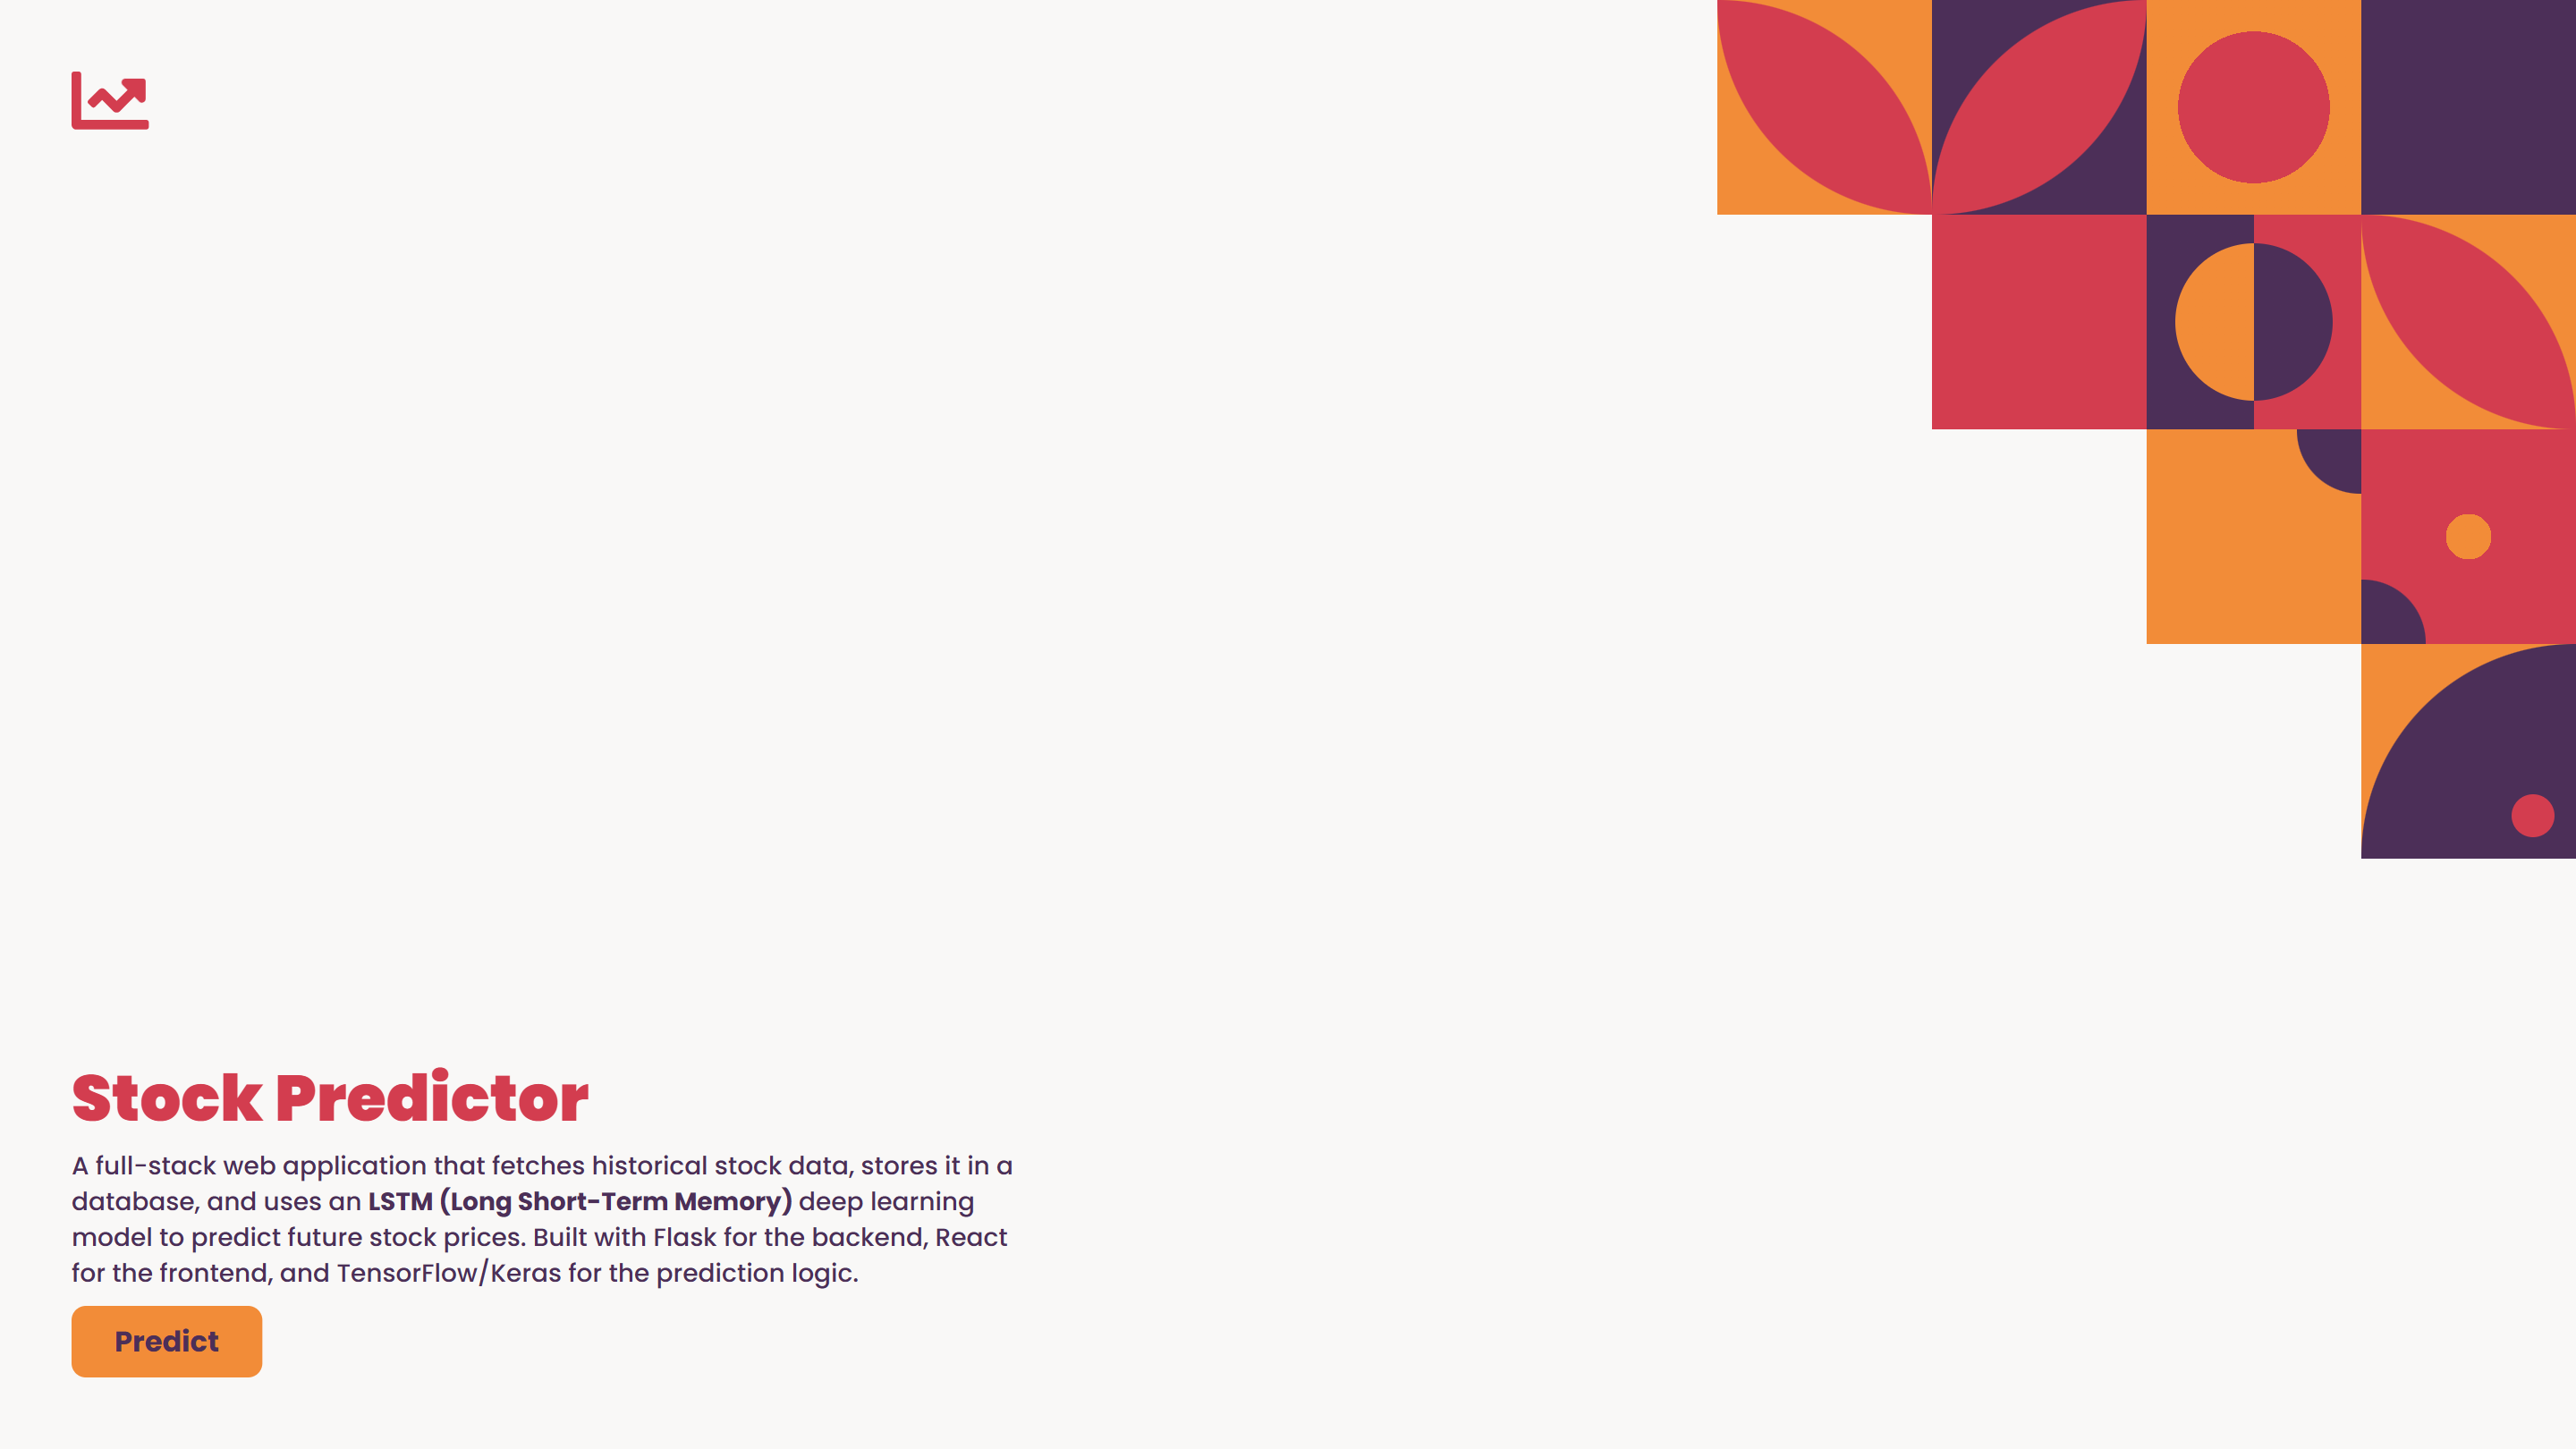 Stock Predictor
A full-stack web application that fetches historical stock data, stores it in a
database, and uses an LSTM (Long Short-Term Memory) deep learning
model to predict future stock prices. Built with Flask for the backend, React
for the frontend, and TensorFlow/Keras for the prediction logic.
Predict